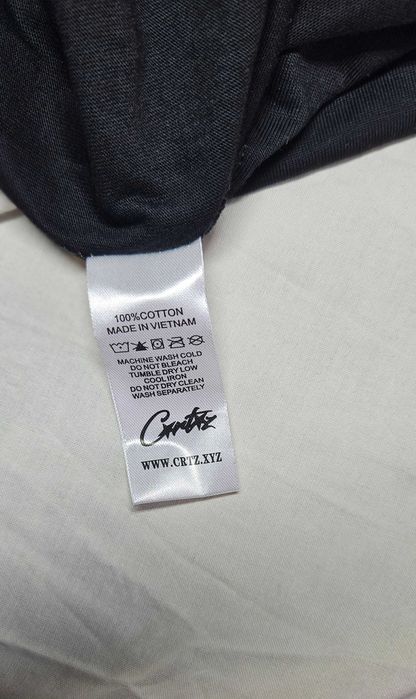 100%COTTON
MADE IN VIETNAM
MACHINE WASH COLD
DO NOT BLEACH
TUMBLE DRY LOW
COOL IRON
DO NOT DRY CLEAN
WASH SEPARATELY
Crtz
WWW.CRTZ.XYZ